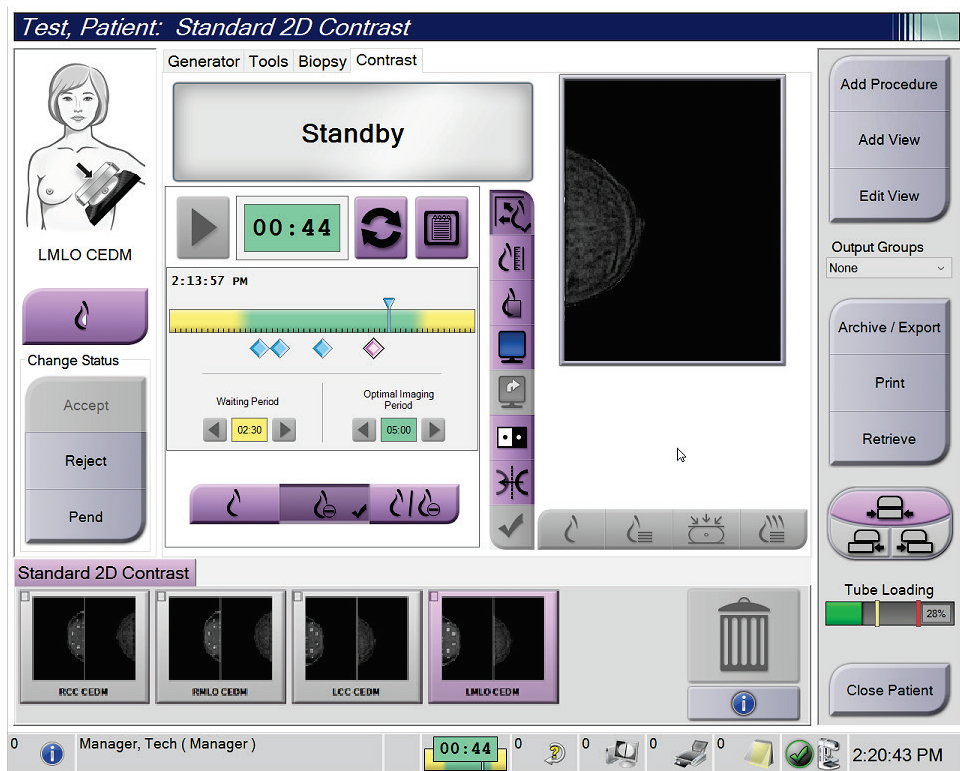 Test, Patient:  Standard 2D Contrast
Generator Tools Biopsy Contrast
Standby
LMLO CEDM
Change Status
Accept
Reject
Pend
00:44
2:13:57 PM
Waiting Period
02:30
Optimal Imaging
Period
05:00
Add Procedure
Add View
Edit View
Output Groups
None
Archive / Export
Print
Retrieve
Tube Loading
28%
Close Patient
Standard 2D Contrast
RCC CEDM
RMLO CEDM
LCC CEDM
LMLO CEDM
0
Manager, Tech ( Manager )
00:44
0
0
0
0
2:20:43 PM